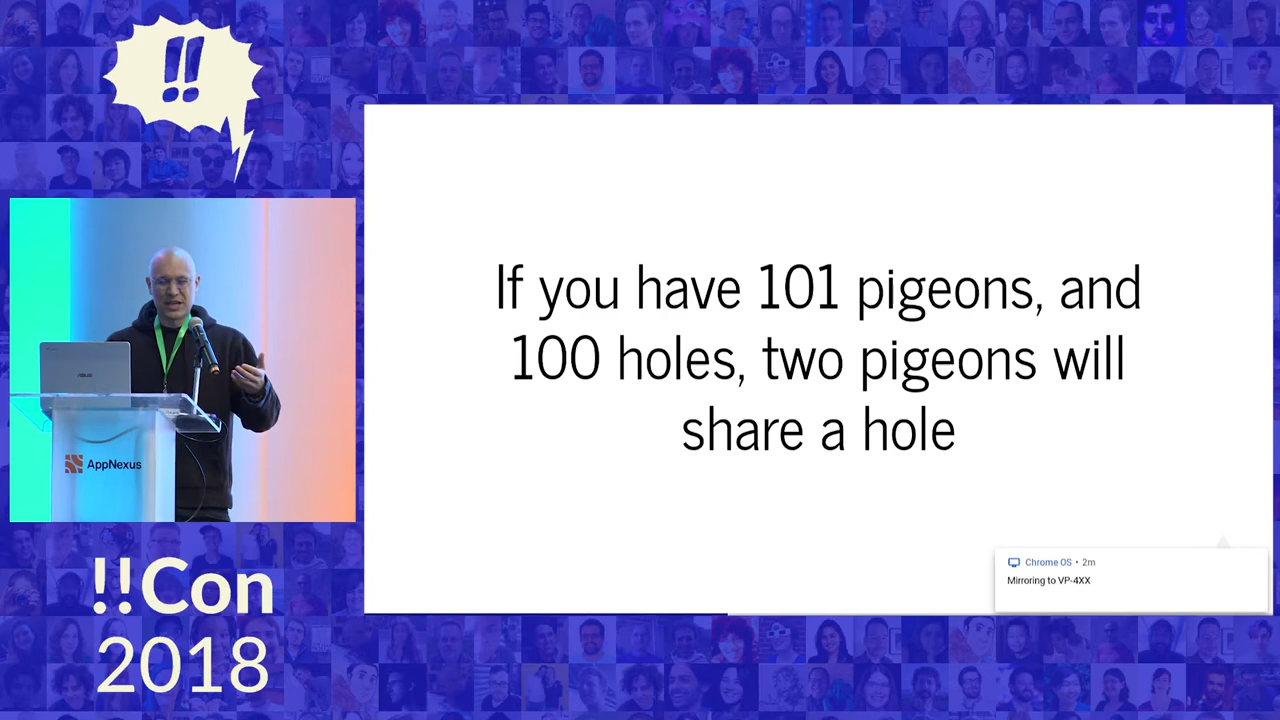 !!
If you have 101 pigeons, and
100 holes, two pigeons will
share a hole
ASUS
AppNexus
Chrome OS • 2m
Mirroring to VP-4XX
!!Con
2018